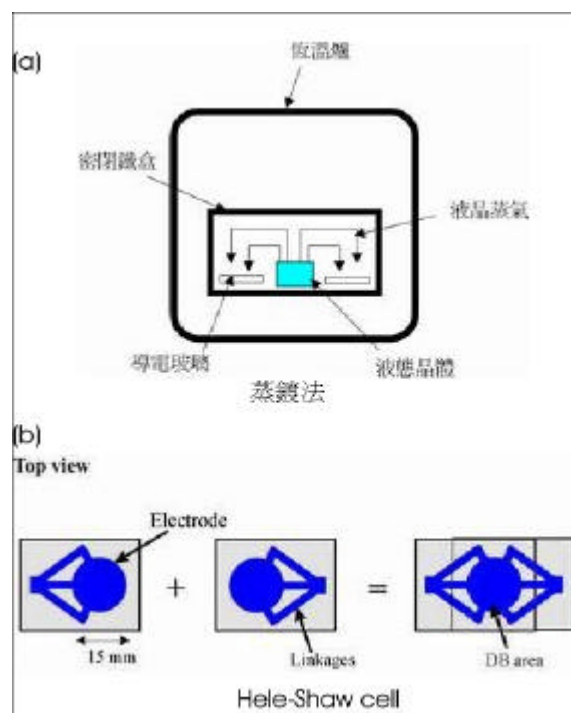 (a)
恆溫爐
密閉鐵盒
液晶蒸氣
導電玻璃
液態晶體
蒸鍍法
(b)
Top view
Electrode
+
=
15 mm
Linkages
DB area
Hele-Shaw cell